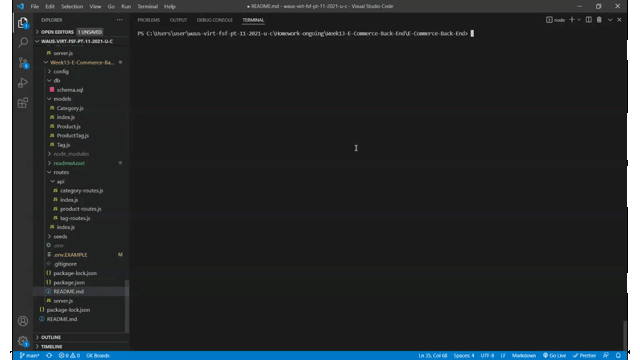 File Edit Selection View Go Run Terminal Help
● README.md - waus-virt-fsf-pt-11-2021-u-c - Visual Studio Code
EXPLORER
OPEN EDITORS 1 UNSAVED
WAUS-VIRT-FSF-PT-11-2021-U-C
server.js
Week13-E-Commerce-Ba...
config
db
schema.sql
models
Category.js
index.js
Product.js
ProductTag.js
Tag.js
node_modules
readmeAsset
routes
api
category-routes.js
index.js
product-routes.js
tag-routes.js
index.js
seeds
.env
.env.EXAMPLE M
.gitignore
package-lock.json
package.json
README.md
server.js
package-lock.json
README.md
OUTLINE
TIMELINE
PROBLEMS OUTPUT DEBUG CONSOLE TERMINAL
node
PS C:\Users\user\waus-virt-fsf-pt-11-2021-u-c\Homework-ongoing\Week13-E-Commerce-Back-End\E-Commerce-Back-End>
main* 0 0 GK Boards
Ln 35, Col 68 Spaces: 4 UTF-8 LF Markdown Go Live Prettier